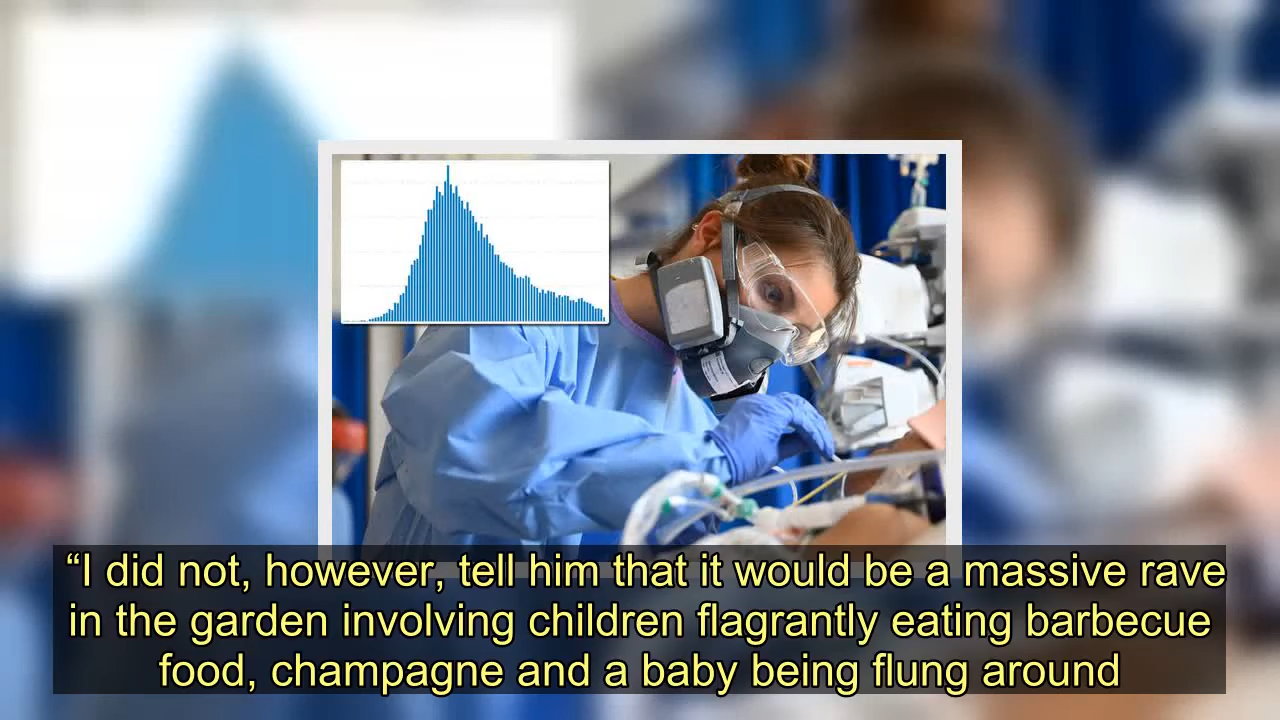 “I did not, however, tell him that it would be a massive rave
in the garden involving children flagrantly eating barbecue
food, champagne and a baby being flung around